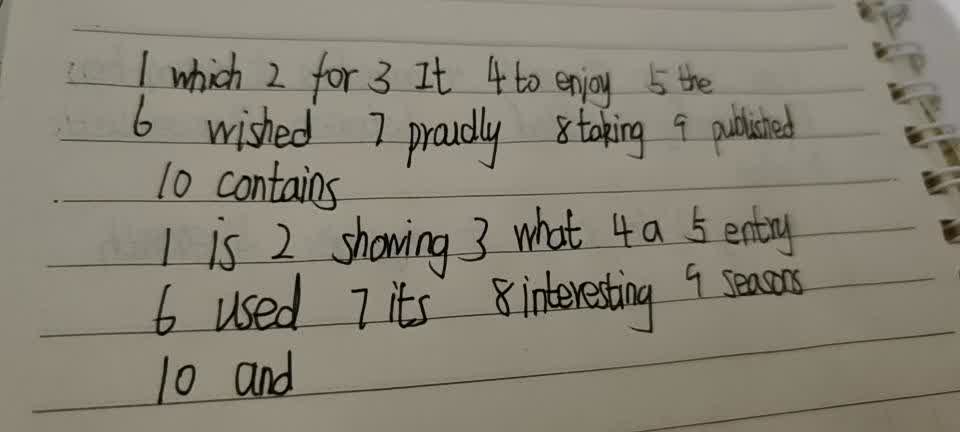 1 which 2 for 3 It 4 to enjoy 5 the
6 wished 7 proudly 8 taking 9 published
10 contains
1 is 2 showing 3 what 4 a 5 entry
6 used 7 its 8 interesting 9 seasons
10 and